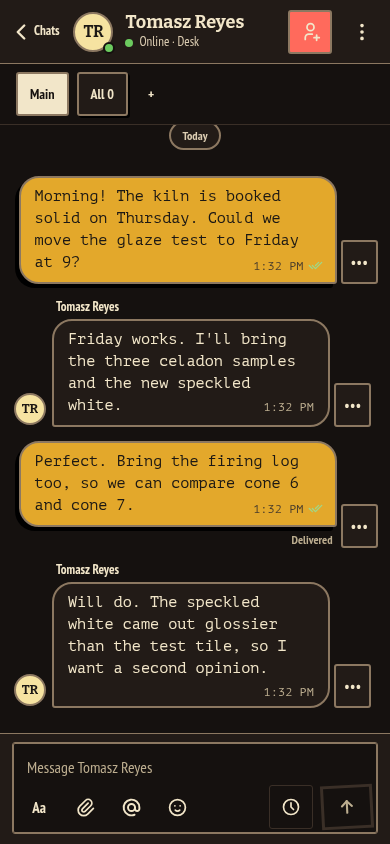 Chats
TR
Tomasz Reyes
Online · Desk
Main
All 0
+
Today
Morning! The kiln is booked
solid on Thursday. Could we
move the glaze test to Friday
at 9?
1:32 PM
Tomasz Reyes
Friday works. I'll bring
the three celadon samples
and the new speckled
white.
1:32 PM
TR
Perfect. Bring the firing log
too, so we can compare cone 6
and cone 7.
1:32 PM
Delivered
Tomasz Reyes
Will do. The speckled
white came out glossier
than the test tile, so I
want a second opinion.
1:32 PM
TR
Message Tomasz Reyes
Aa